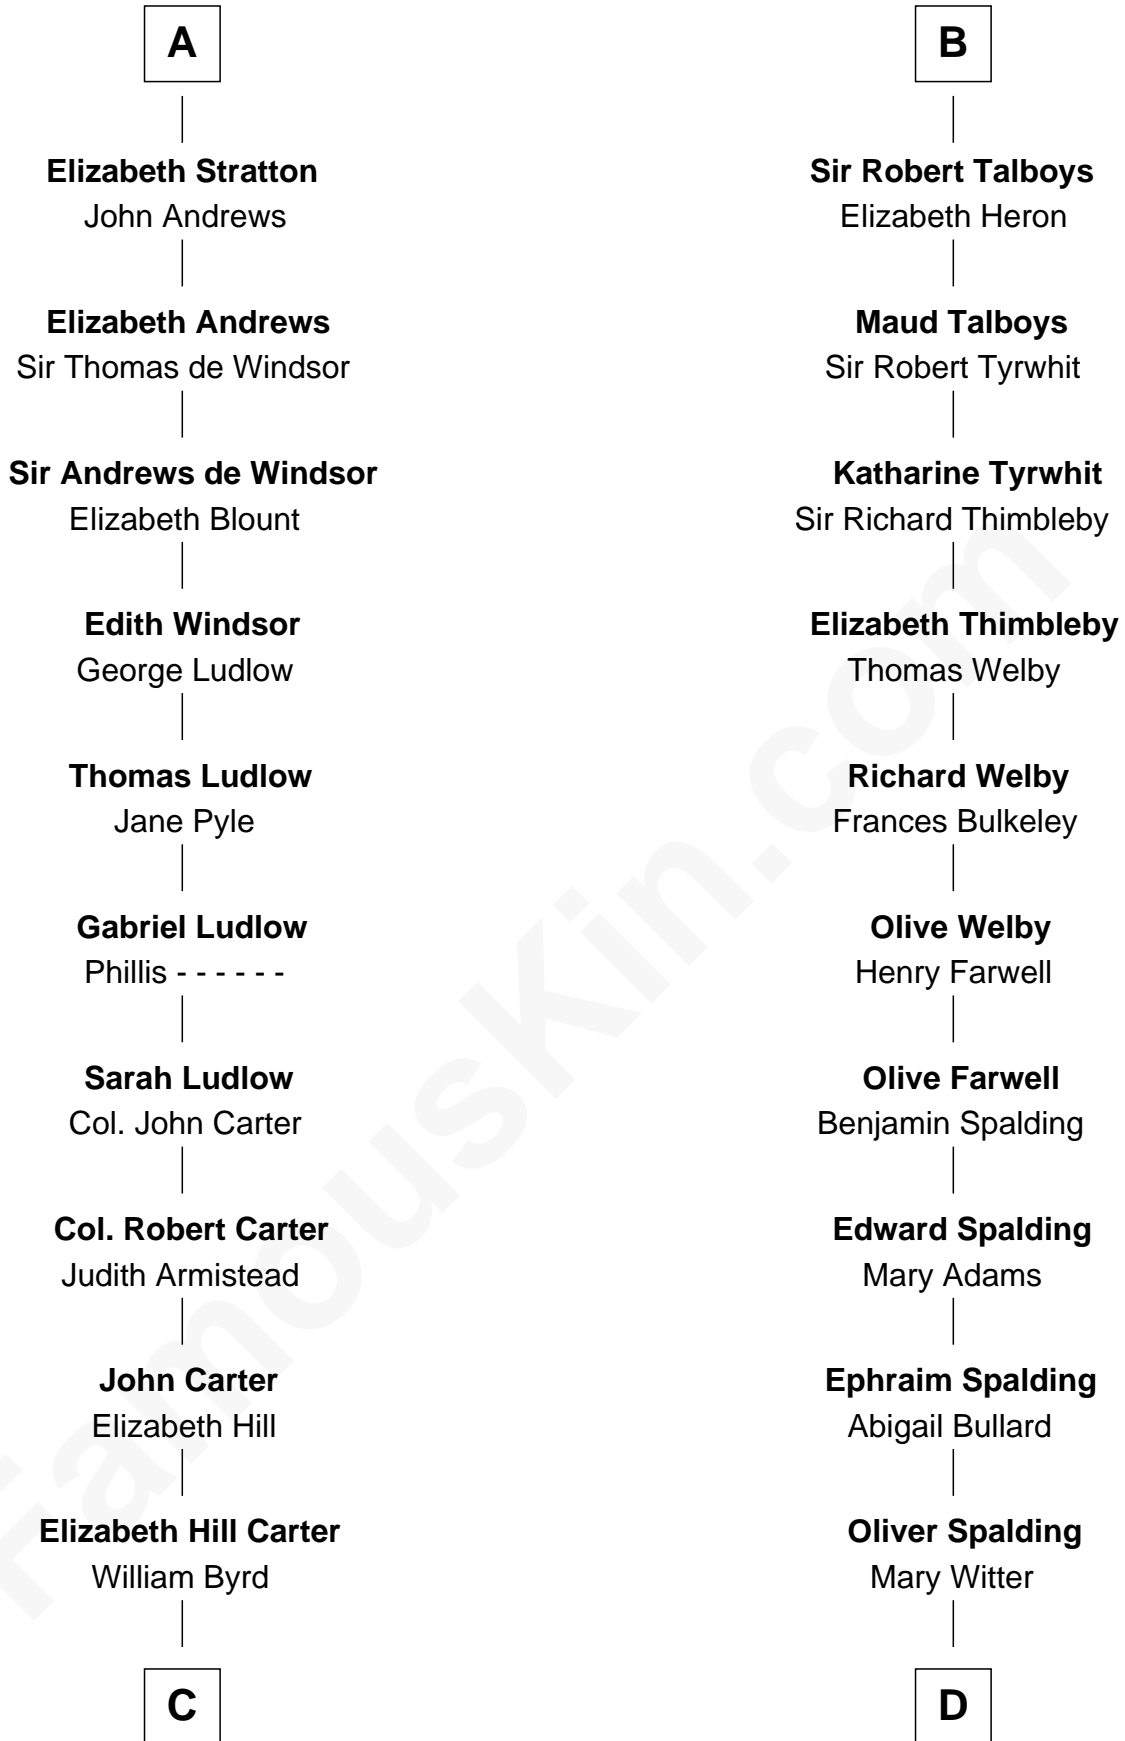 A
Elizabeth Stratton
John Andrews
Elizabeth Andrews
Sir Thomas de Windsor
Sir Andrews de Windsor
Elizabeth Blount
Edith Windsor
George Ludlow
Thomas Ludlow
Jane Pyle
Gabriel Ludlow
Phillis - - - - - -
Sarah Ludlow
Col. John Carter
Col. Robert Carter
Judith Armistead
John Carter
Elizabeth Hill
Elizabeth Hill Carter
William Byrd
C
B
Sir Robert Talboys
Elizabeth Heron
Maud Talboys
Sir Robert Tyrwhit
Katharine Tyrwhit
Sir Richard Thimbleby
Elizabeth Thimbleby
Thomas Welby
Richard Welby
Frances Bulkeley
Olive Welby
Henry Farwell
Olive Farwell
Benjamin Spalding
Edward Spalding
Mary Adams
Ephraim Spalding
Abigail Bullard
Oliver Spalding
Mary Witter
D
FamousKin.com